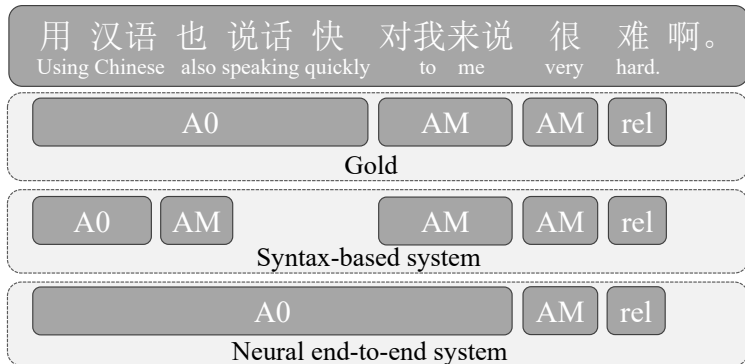 用 汉语 也 说话 快 对我来说 很 难 啊。
Using Chinese also speaking quickly to me very hard.
A0 AM AM rel
Gold
A0 AM AM AM rel
Syntax-based system
A0 AM rel
Neural end-to-end system